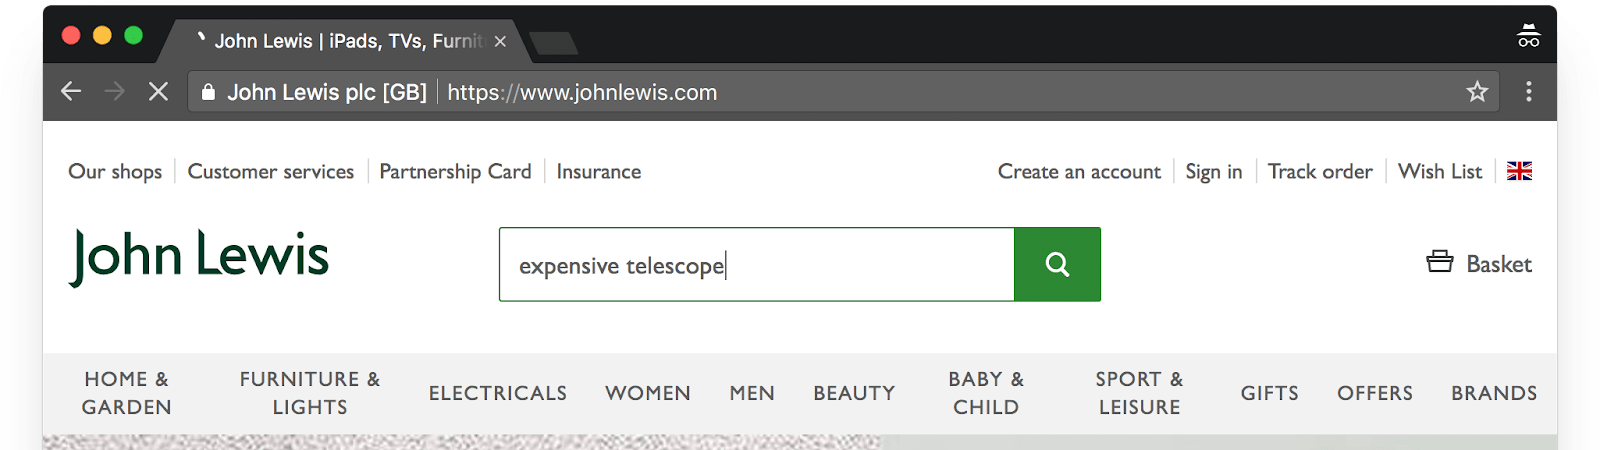 John Lewis | iPads, TVs, Furnit
John Lewis plc [GB] https://www.johnlewis.com
Our shops Customer services Partnership Card Insurance Create an account Sign in Track order Wish List
John Lewis expensive telescope Basket
HOME & GARDEN FURNITURE & LIGHTS ELECTRICALS WOMEN MEN BEAUTY BABY & CHILD SPORT & LEISURE GIFTS OFFERS BRANDS